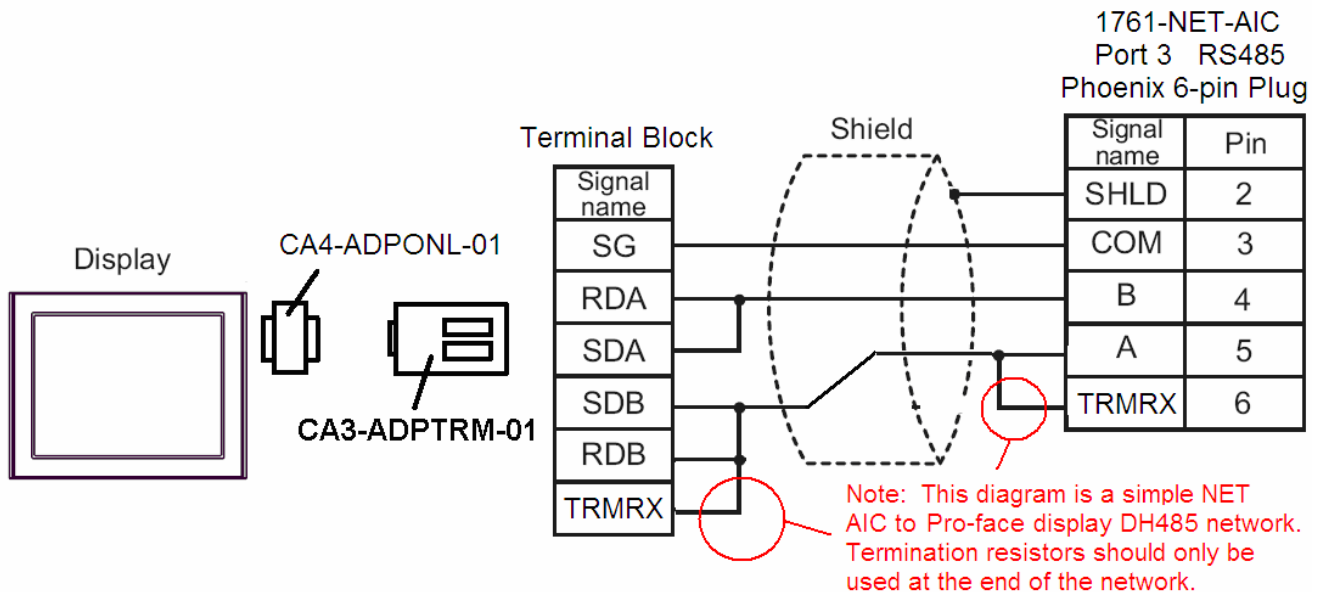 1761-NET-AIC
Port 3 RS485
Phoenix 6-pin Plug
Display
CA4-ADPONL-01
CA3-ADPTRM-01
Terminal Block
Signal
name
SG
RDA
SDA
SDB
RDB
TRMRX
Shield
Signal
name
Pin
SHLD 2
COM 3
B 4
A 5
TRMRX 6
Note: This diagram is a simple NET
AIC to Pro-face display DH485 network.
Termination resistors should only be
used at the end of the network.